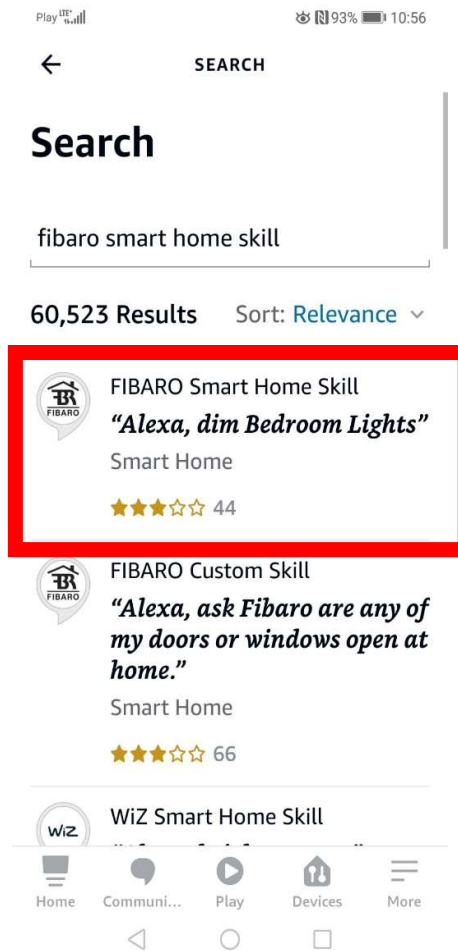 Play LTE+ 93% 10:56
SEARCH
Search
fibaro smart home skill
60,523 Results Sort: Relevance
FIBARO Smart Home Skill
“Alexa, dim Bedroom Lights”
Smart Home
44
FIBARO
FIBARO Custom Skill
“Alexa, ask Fibaro are any of
my doors or windows open at
home.”
Smart Home
66
FIBARO
WiZ Smart Home Skill
WiZ
Home Communi... Play Devices More